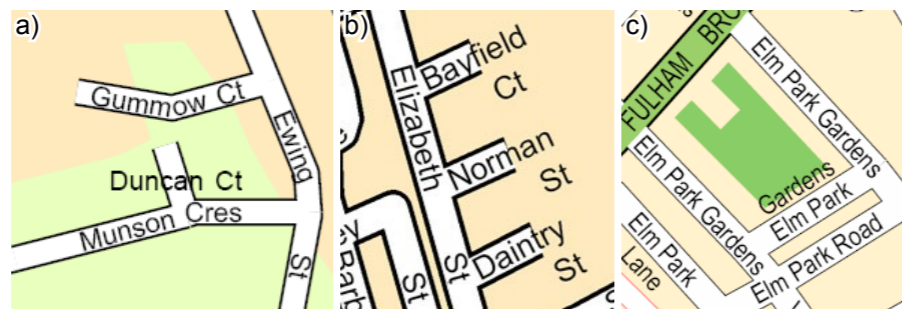 a)
Gummow Ct
Ewing
St
Duncan Ct
Munson Cres
b)
Elizabeth
St
Bayfield
Ct
Norman
St
Daintry
St
St
c)
FULHAM BRO
Elm Park Gardens
Elm Park Gardens
Gardens
Elm Park
Elm Park Road
Elm Park
Lane